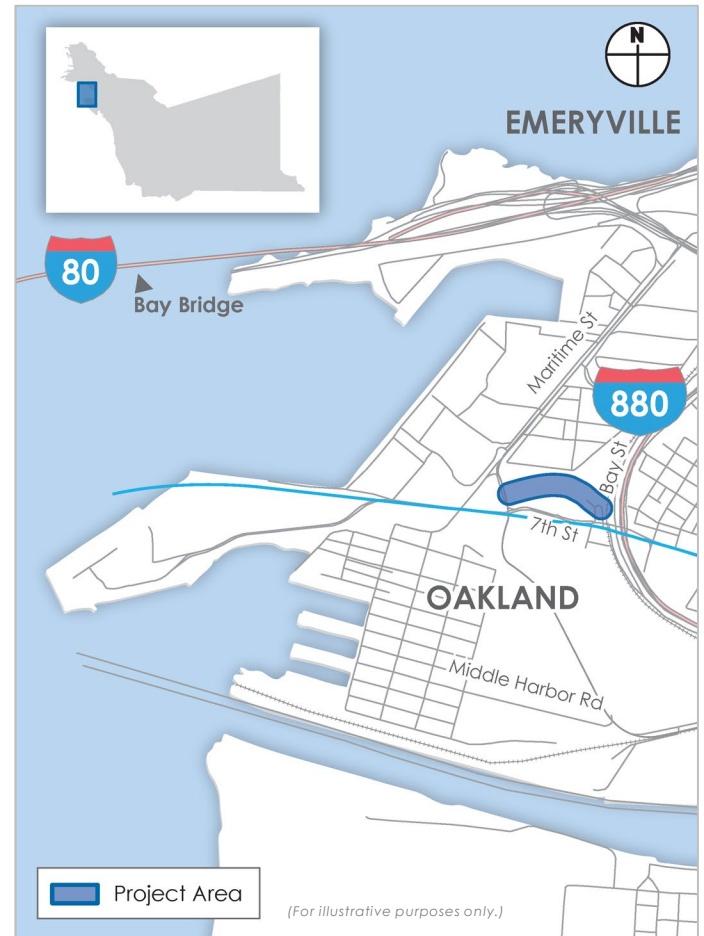 N
EMERYVILLE
80
Bay Bridge
Maritime St
880
Bay St
7th St
OAKLAND
Middle Harbor Rd
Project Area
(For illustrative purposes only.)